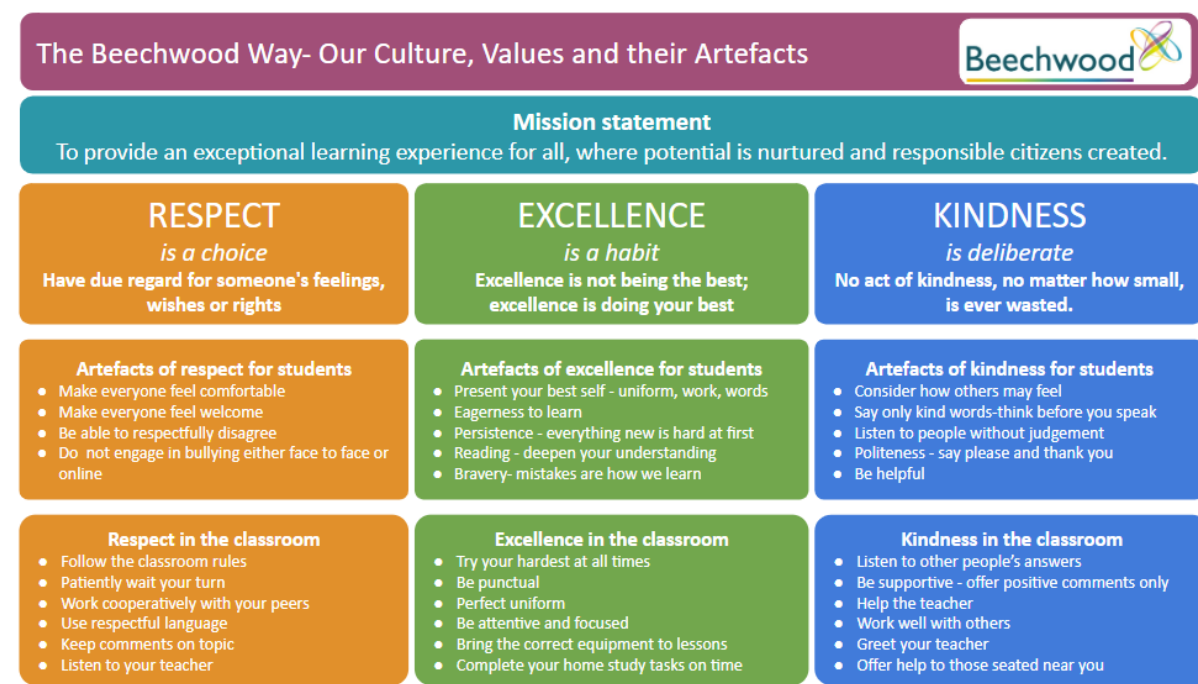 The Beechwood Way- Our Culture, Values and their Artefacts
Beechwood
Mission statement
To provide an exceptional learning experience for all, where potential is nurtured and responsible citizens created.
RESPECT
is a choice
Have due regard for someone's feelings,
wishes or rights
EXCELLENCE
is a habit
Excellence is not being the best;
excellence is doing your best
KINDNESS
is deliberate
No act of kindness, no matter how small,
is ever wasted.
Artefacts of respect for students
● Make everyone feel comfortable
● Make everyone feel welcome
● Be able to respectfully disagree
● Do  not engage in bullying either face to face or
online
Artefacts of excellence for students
● Present your best self - uniform, work, words
● Eagerness to learn
● Persistence - everything new is hard at first
● Reading - deepen your understanding
● Bravery- mistakes are how we learn
Artefacts of kindness for students
● Consider how others may feel
● Say only kind words-think before you speak
● Listen to people without judgement
● Politeness - say please and thank you
● Be helpful
Respect in the classroom
● Follow the classroom rules
● Patiently wait your turn
● Work cooperatively with your peers
● Use respectful language
● Keep comments on topic
● Listen to your teacher
Excellence in the classroom
● Try your hardest at all times
● Be punctual
● Perfect uniform
● Be attentive and focused
● Bring the correct equipment to lessons
● Complete your home study tasks on time
Kindness in the classroom
● Listen to other people's answers
● Be supportive - offer positive comments only
● Help the teacher
● Work well with others
● Greet your teacher
● Offer help to those seated near you